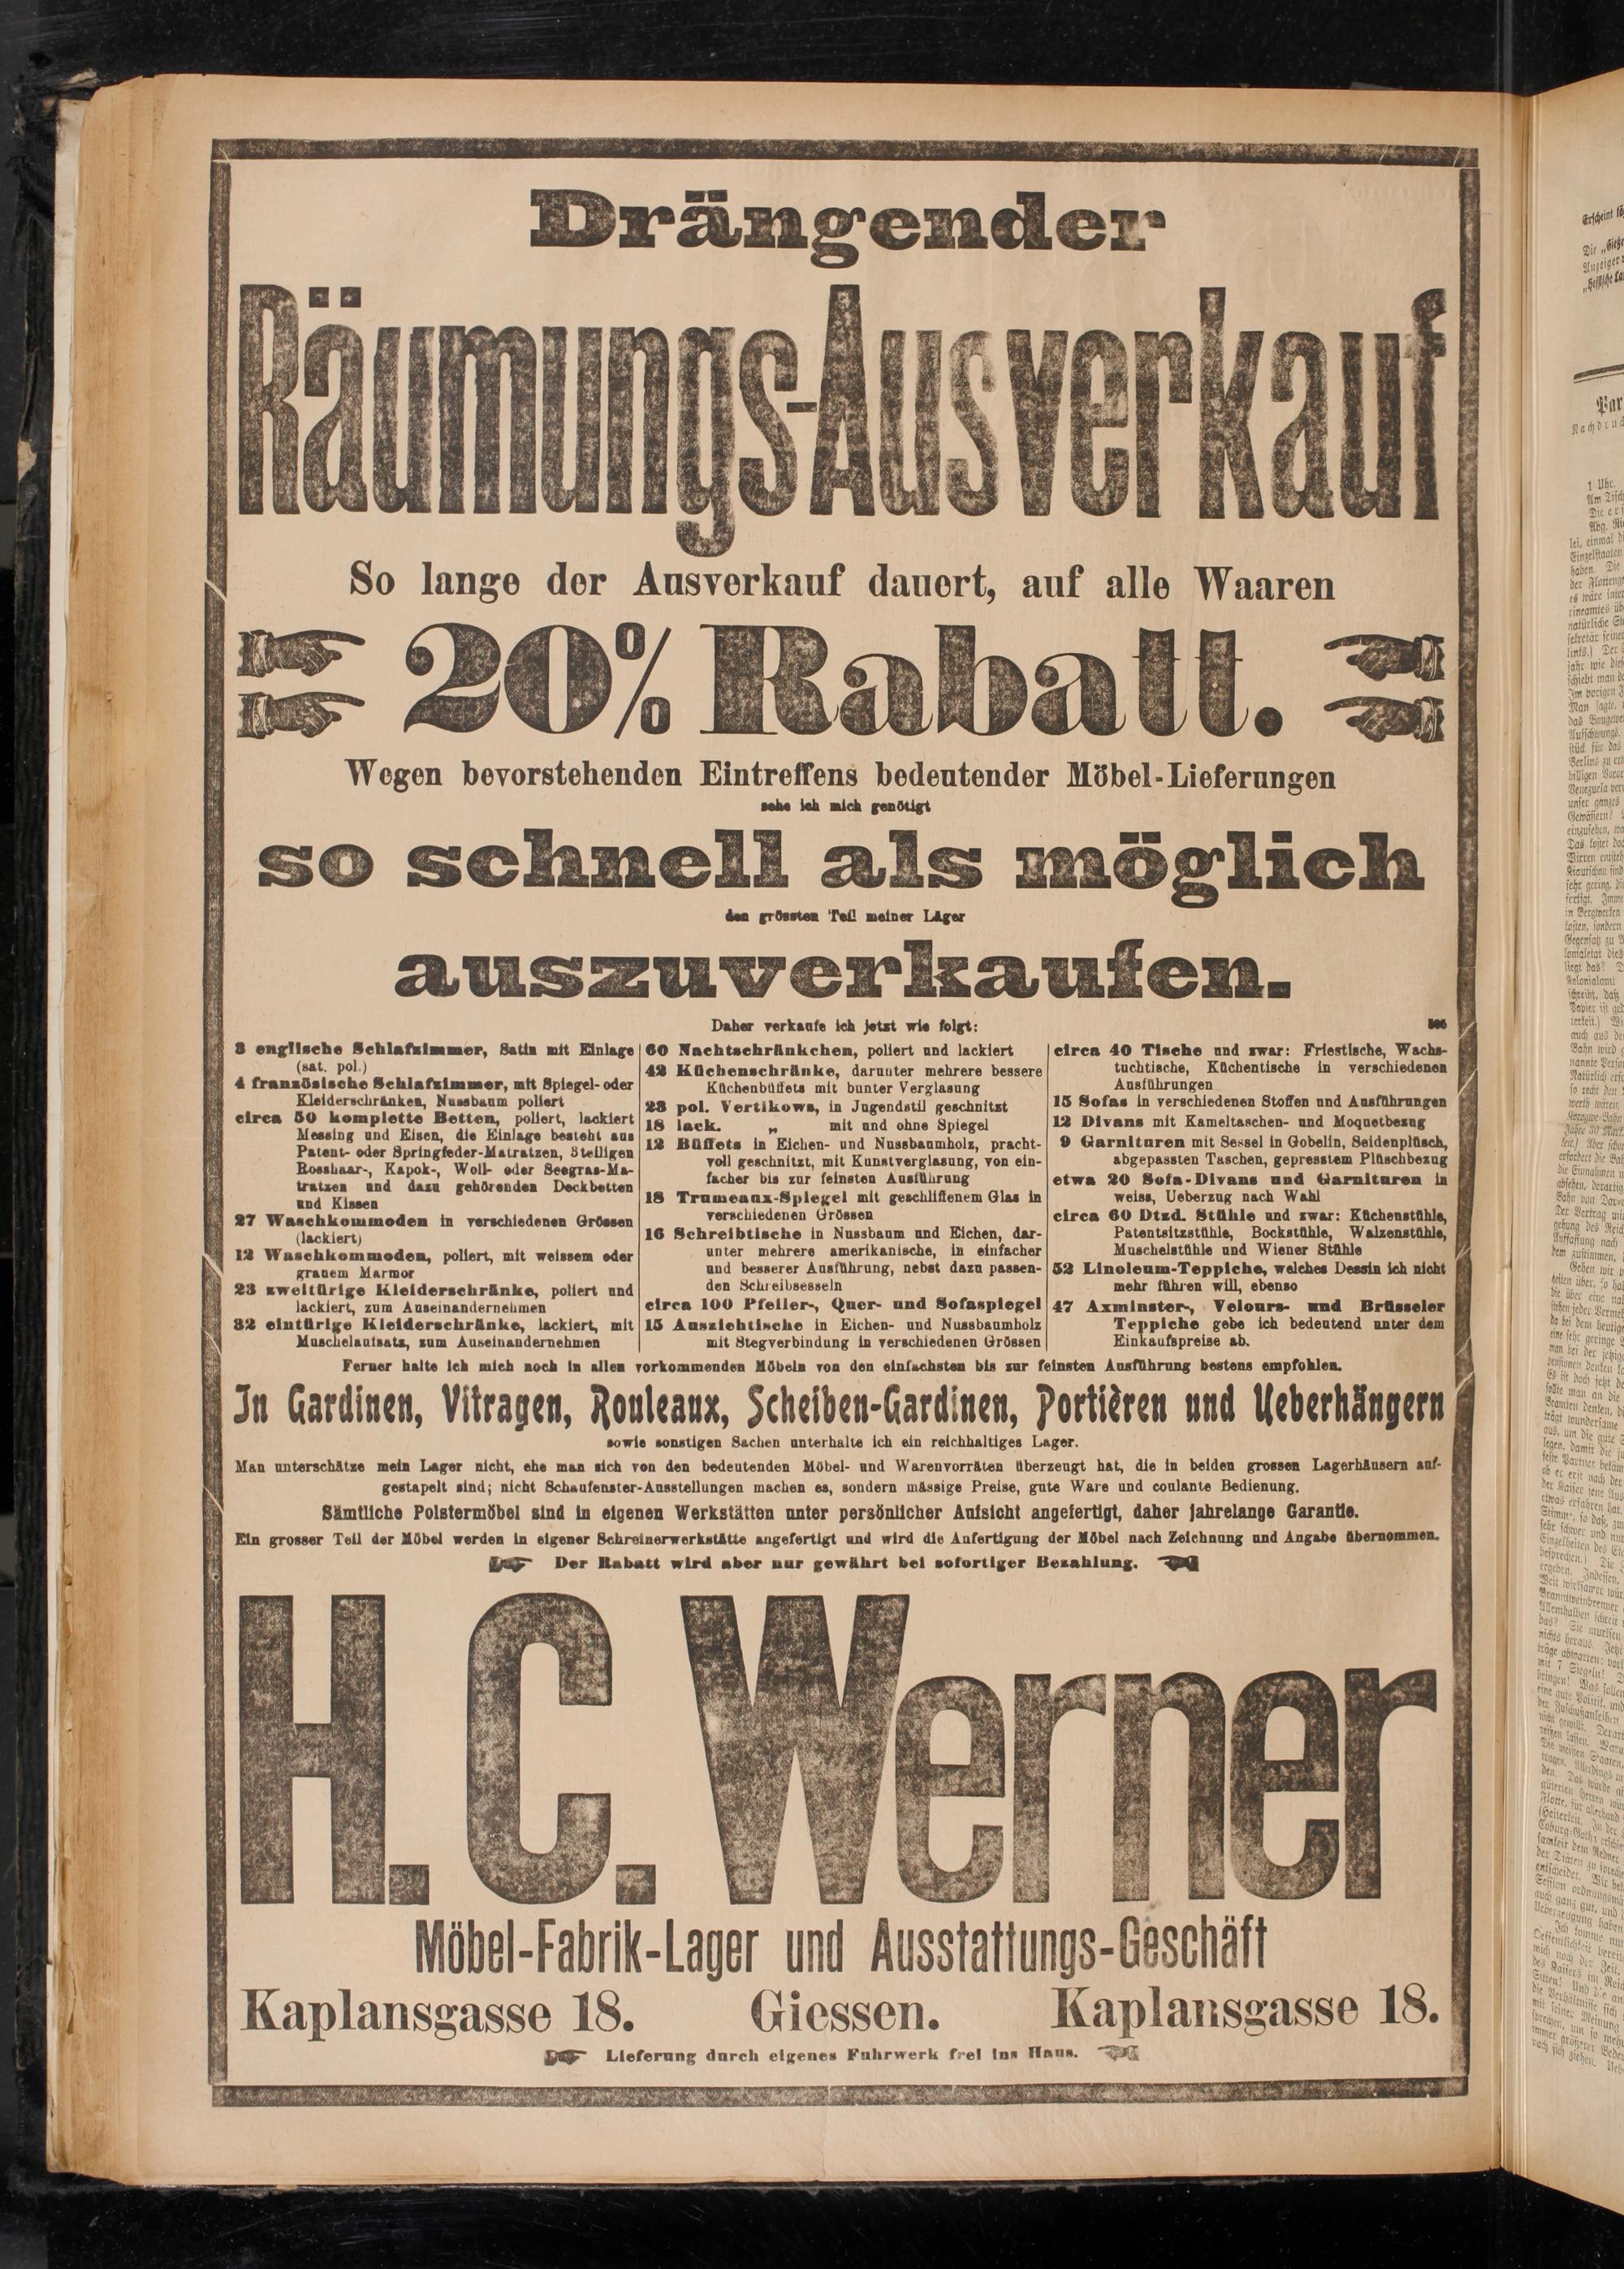 Drängender
Räumungs-Ausverkauf
So lange der Ausverkauf dauert, auf alle Waaren
20% Rabatt.
Wegen bevorstehenden Eintreffens bedeutender Möbel-Lieferungen
sehe ich mich genötigt
so schnell als möglich
den grössten Teil meiner Läger
auszuverkaufen.
Daher verkaufe ich jetzt wie folgt:
3 englische Schlafzimmer, Satin mit Einlage
(sat. pol.)
4 französische Schlafzimmer, mit Spiegel- oder
Kleiderschränken, Nussbaum poliert
circa 50 komplette Betten, poliert, lackiert
Messing und Eisen, die Einlage besteht aus
Patent- oder Springfeder-Matratzen, 3teiligen
Rosshaar-, Kapok-, Woll- oder Seegras-Ma-
tratzen und dazu gehörenden Deckbetten
und Kissen
27 Waschkommoden in verschiedenen Grössen
(lackiert)
12 Waschkommoden, poliert, mit weissem oder
grauem Marmor
23 zweitürige Kleiderschränke, poliert und
lackiert, zum Auseinandernehmen
32 eintürige Kleiderschränke, lackiert, mit
Muschelaufsatz, zum Auseinandernehmen
60 Nachtschränkchen, poliert und lackiert
42 Küchenschränke, darunter mehrere bessere
Küchenbüffets mit bunter Verglasung
23 pol. Vertikows, in Jugendstil geschnitzt
18 lack. „ mit und ohne Spiegel
12 Büffets in Eichen- und Nussbaumholz, pracht-
voll geschnitzt, mit Kunstverglasung, von ein-
facher bis zur feinsten Ausführung
18 Trumeaux-Spiegel mit geschliffenem Glas in
verschiedenen Grössen
16 Schreibtische in Nussbaum und Eichen, dar-
unter mehrere amerikanische, in einfacher
und besserer Ausführung, nebst dazu passen-
den Schreibsesseln
circa 100 Pfeiler-, Quer- und Sofaspiegel
15 Ausziehtische in Eichen- und Nussbaumholz
mit Stegverbindung in verschiedenen Grössen
circa 40 Tische und zwar: Friestische, Wachs-
tuchtische, Küchentische in verschiedenen
Ausführungen
15 Sofas in verschiedenen Stoffen und Ausführungen
12 Divans mit Kameltaschen- und Moquetbezug
9 Garnituren mit Sessel in Gobelin, Seidenplüsch,
abgepassten Taschen, gepresstem Plüschbezug
etwa 20 Sofa-Divans und Garnituren in
weiss, Ueberzug nach Wahl
circa 60 Dtzd. Stühle und zwar: Küchenstühle,
Patentsitzstühle, Bockstühle, Walzenstühle,
Muschelstühle und Wiener Stühle
52 Linoleum-Teppiche, welches Dessin ich nicht
mehr führen will, ebenso
47 Axminster-, Velours- und Brüsseler
Teppiche gebe ich bedeutend unter dem
Einkaufspreise ab.
Ferner halte ich mich noch in allen vorkommenden Möbeln von den einfachsten bis zur feinsten Ausführung bestens empfohlen.
In Gardinen, Vitragen, Rouleaux, Scheiben-Gardinen, Portièren und Ueberhängern
sowie sonstigen Sachen unterhalte ich ein reichhaltiges Lager.
Man unterschätze mein Lager nicht, ehe man sich von den bedeutenden Möbel- und Warenvorräten überzeugt hat, die in beiden grossen Lagerhäusern auf-
gestapelt sind; nicht Schaufenster-Ausstellungen machen es, sondern mässige Preise, gute Ware und coulante Bedienung.
Sämtliche Polstermöbel sind in eigenen Werkstätten unter persönlicher Aufsicht angefertigt, daher jahrelange Garantie.
Ein grosser Teil der Möbel werden in eigener Schreinerwerkstätte angefertigt und wird die Anfertigung der Möbel nach Zeichnung und Angabe übernommen.
Der Rabatt wird aber nur gewährt bei sofortiger Bezahlung.
H. C. Werner
Möbel-Fabrik-Lager und Ausstattungs-Geschäft
Kaplansgasse 18. Giessen. Kaplansgasse 18.
Lieferung durch eigenes Fuhrwerk frei ins Haus.